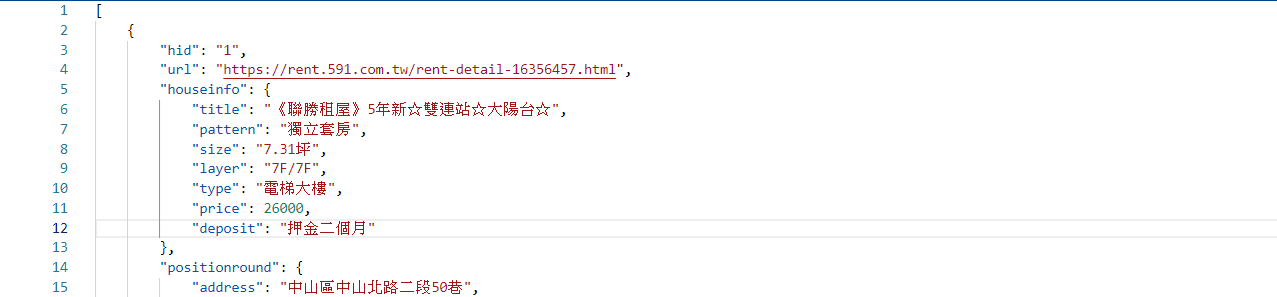 1 [
2 {
3 "hid": "1",
4 "url": "https://rent.591.com.tw/rent-detail-16356457.html",
5 "houseinfo": {
6 "title": "《聯勝租屋》5年新☆雙連站☆大陽台☆",
7 "pattern": "獨立套房",
8 "size": "7.31坪",
9 "layer": "7F/7F",
10 "type": "電梯大樓",
11 "price": 26000,
12 "deposit": "押金二個月"
13 },
14 "positionround": {
15 "address": "中山區中山北路二段50巷",